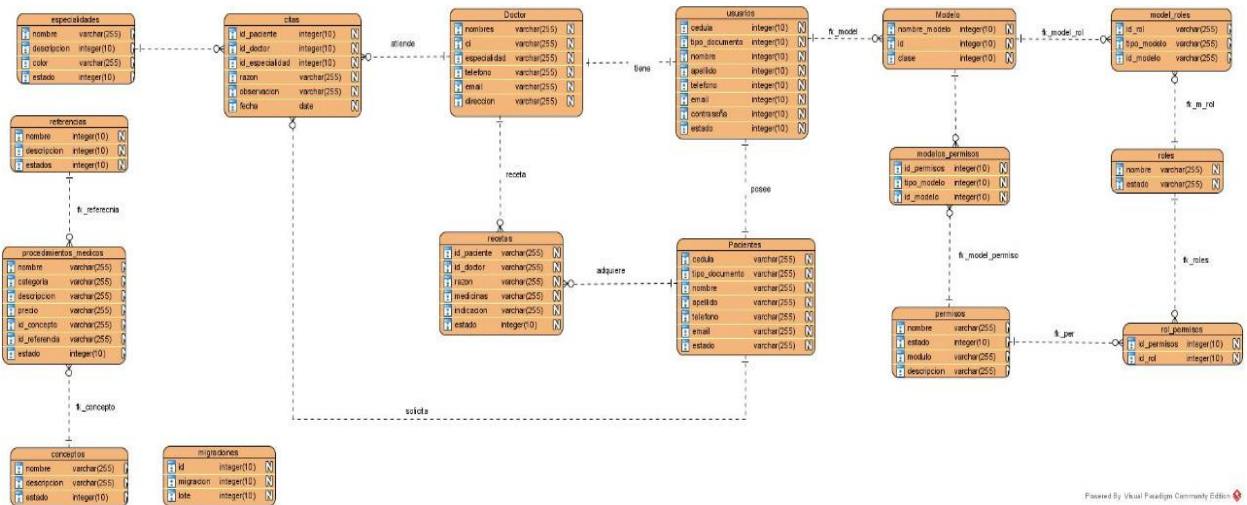 especialidades
nombre varchar(255) N
descripcion integer(10) N
color varchar(255) N
estado integer(10) N
citas
id_paciente integer(10) N
id_doctor integer(10) N
id_especialidad integer(10) N
razon varchar(255) N
observacion varchar(255) N
fecha date N
atiende
Doctor
nombres varchar(255) N
ci varchar(255) N
especialidad varchar(255) N
telefono varchar(255) N
email varchar(255) N
direccion varchar(255) N
tiene
usuarios
cedula integer(10) N
tipo_documento integer(10) N
nombre integer(10) N
apellido integer(10) N
telefono integer(10) N
email integer(10) N
contraseña integer(10) N
estado integer(10) N
fk_model
Modelo
nombre_modelo integer(10) N
id integer(10) N
clase integer(10) N
fk_model_rol
model_roles
id_rol varchar(255) N
tipo_modelo varchar(255) N
id_modelo varchar(255) N
fk_m_rol
referencias
nombre integer(10) N
descripcion integer(10) N
estados integer(10) N
fk_referecnia
receta
posee
modelos_permisos
id_permisos integer(10) N
tipo_modelo integer(10) N
id_modelo integer(10) N
roles
nombre varchar(255) N
estado varchar(255) N
procedimientos_medicos
nombre varchar(255)
categoria varchar(255)
descripcion varchar(255)
precio varchar(255)
id_concepto varchar(255)
id_referencia varchar(255)
estado integer(10)
recetas
id_paciente varchar(255) N
id_doctor varchar(255) N
razon varchar(255) N
medicinas varchar(255) N
indicacion varchar(255) N
estado integer(10) N
adquiere
Pacientes
cedula varchar(255) N
tipo_documento varchar(255) N
nombre varchar(255) N
apellido varchar(255) N
telefono varchar(255) N
email varchar(255) N
estado varchar(255) N
fk_model_permiso
fk_roles
permisos
nombre varchar(255)
estado integer(10)
modulo varchar(255)
descripcion varchar(255)
fk_per
rol_permisos
id_permisos integer(10) N
id_rol integer(10) N
fk_concepto
solicita
conceptos
nombre varchar(255)
descripcion varchar(255)
estado integer(10)
migraciones
id integer(10) N
migracion integer(10) N
lote integer(10) N
Powered By Visual Paradigm Community Edition